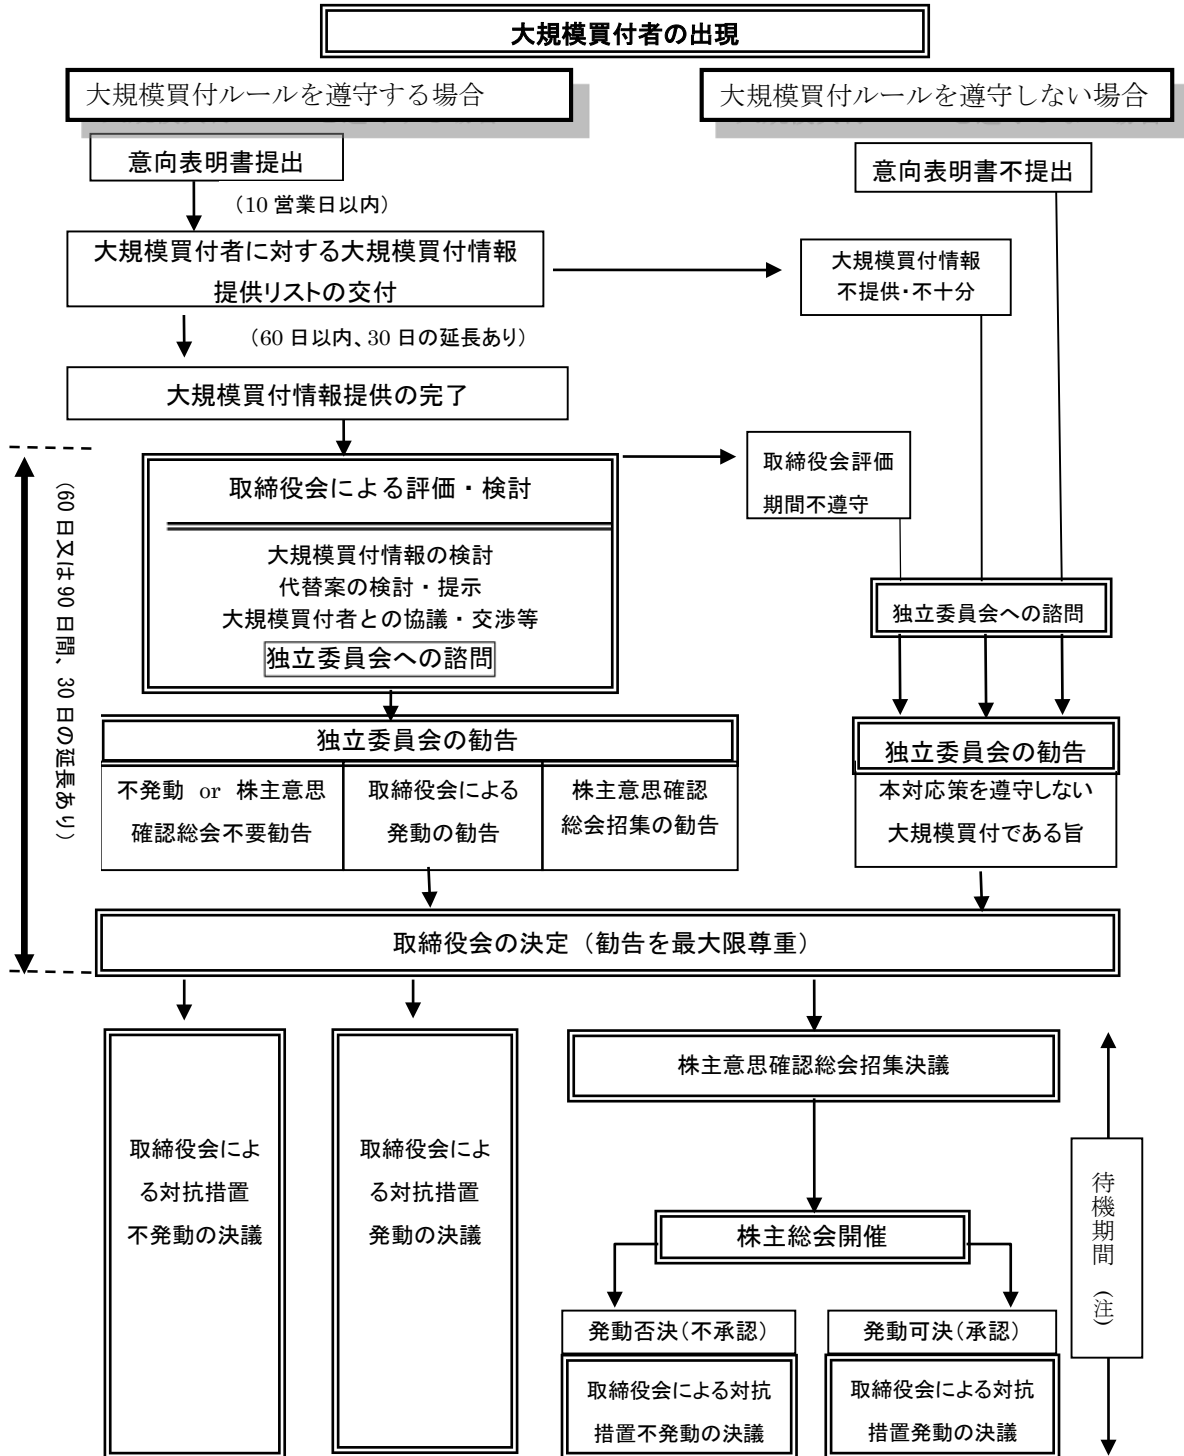 大規模買付者の出現
大規模買付ルールを遵守する場合
大規模買付ルールを遵守しない場合
意向表明書提出
意向表明書不提出
(10 営業日以内)
大規模買付者に対する大規模買付情報
提供リストの交付
大規模買付情報
不提供・不十分
(60 日以内、30 日の延長あり)
大規模買付情報提供の完了
取締役会による評価・検討
取締役会評価
期間不遵守
大規模買付情報の検討
代替案の検討・提示
大規模買付者との協議・交渉等
独立委員会への諮問
独立委員会への諮問
(60 日又は 90 日間、30 日の延長あり)
独立委員会の勧告
独立委員会の勧告
不発動 or 株主意思
確認総会不要勧告
取締役会による
発動の勧告
株主意思確認
総会招集の勧告
本対応策を遵守しない
大規模買付である旨
取締役会の決定(勧告を最大限尊重)
取締役会によ
る対抗措置
不発動の決議
取締役会によ
る対抗措置
発動の決議
株主意思確認総会招集決議
株主総会開催
待機期間 (注)
発動否決(不承認)
発動可決(承認)
取締役会による対抗
措置不発動の決議
取締役会による対抗
措置発動の決議